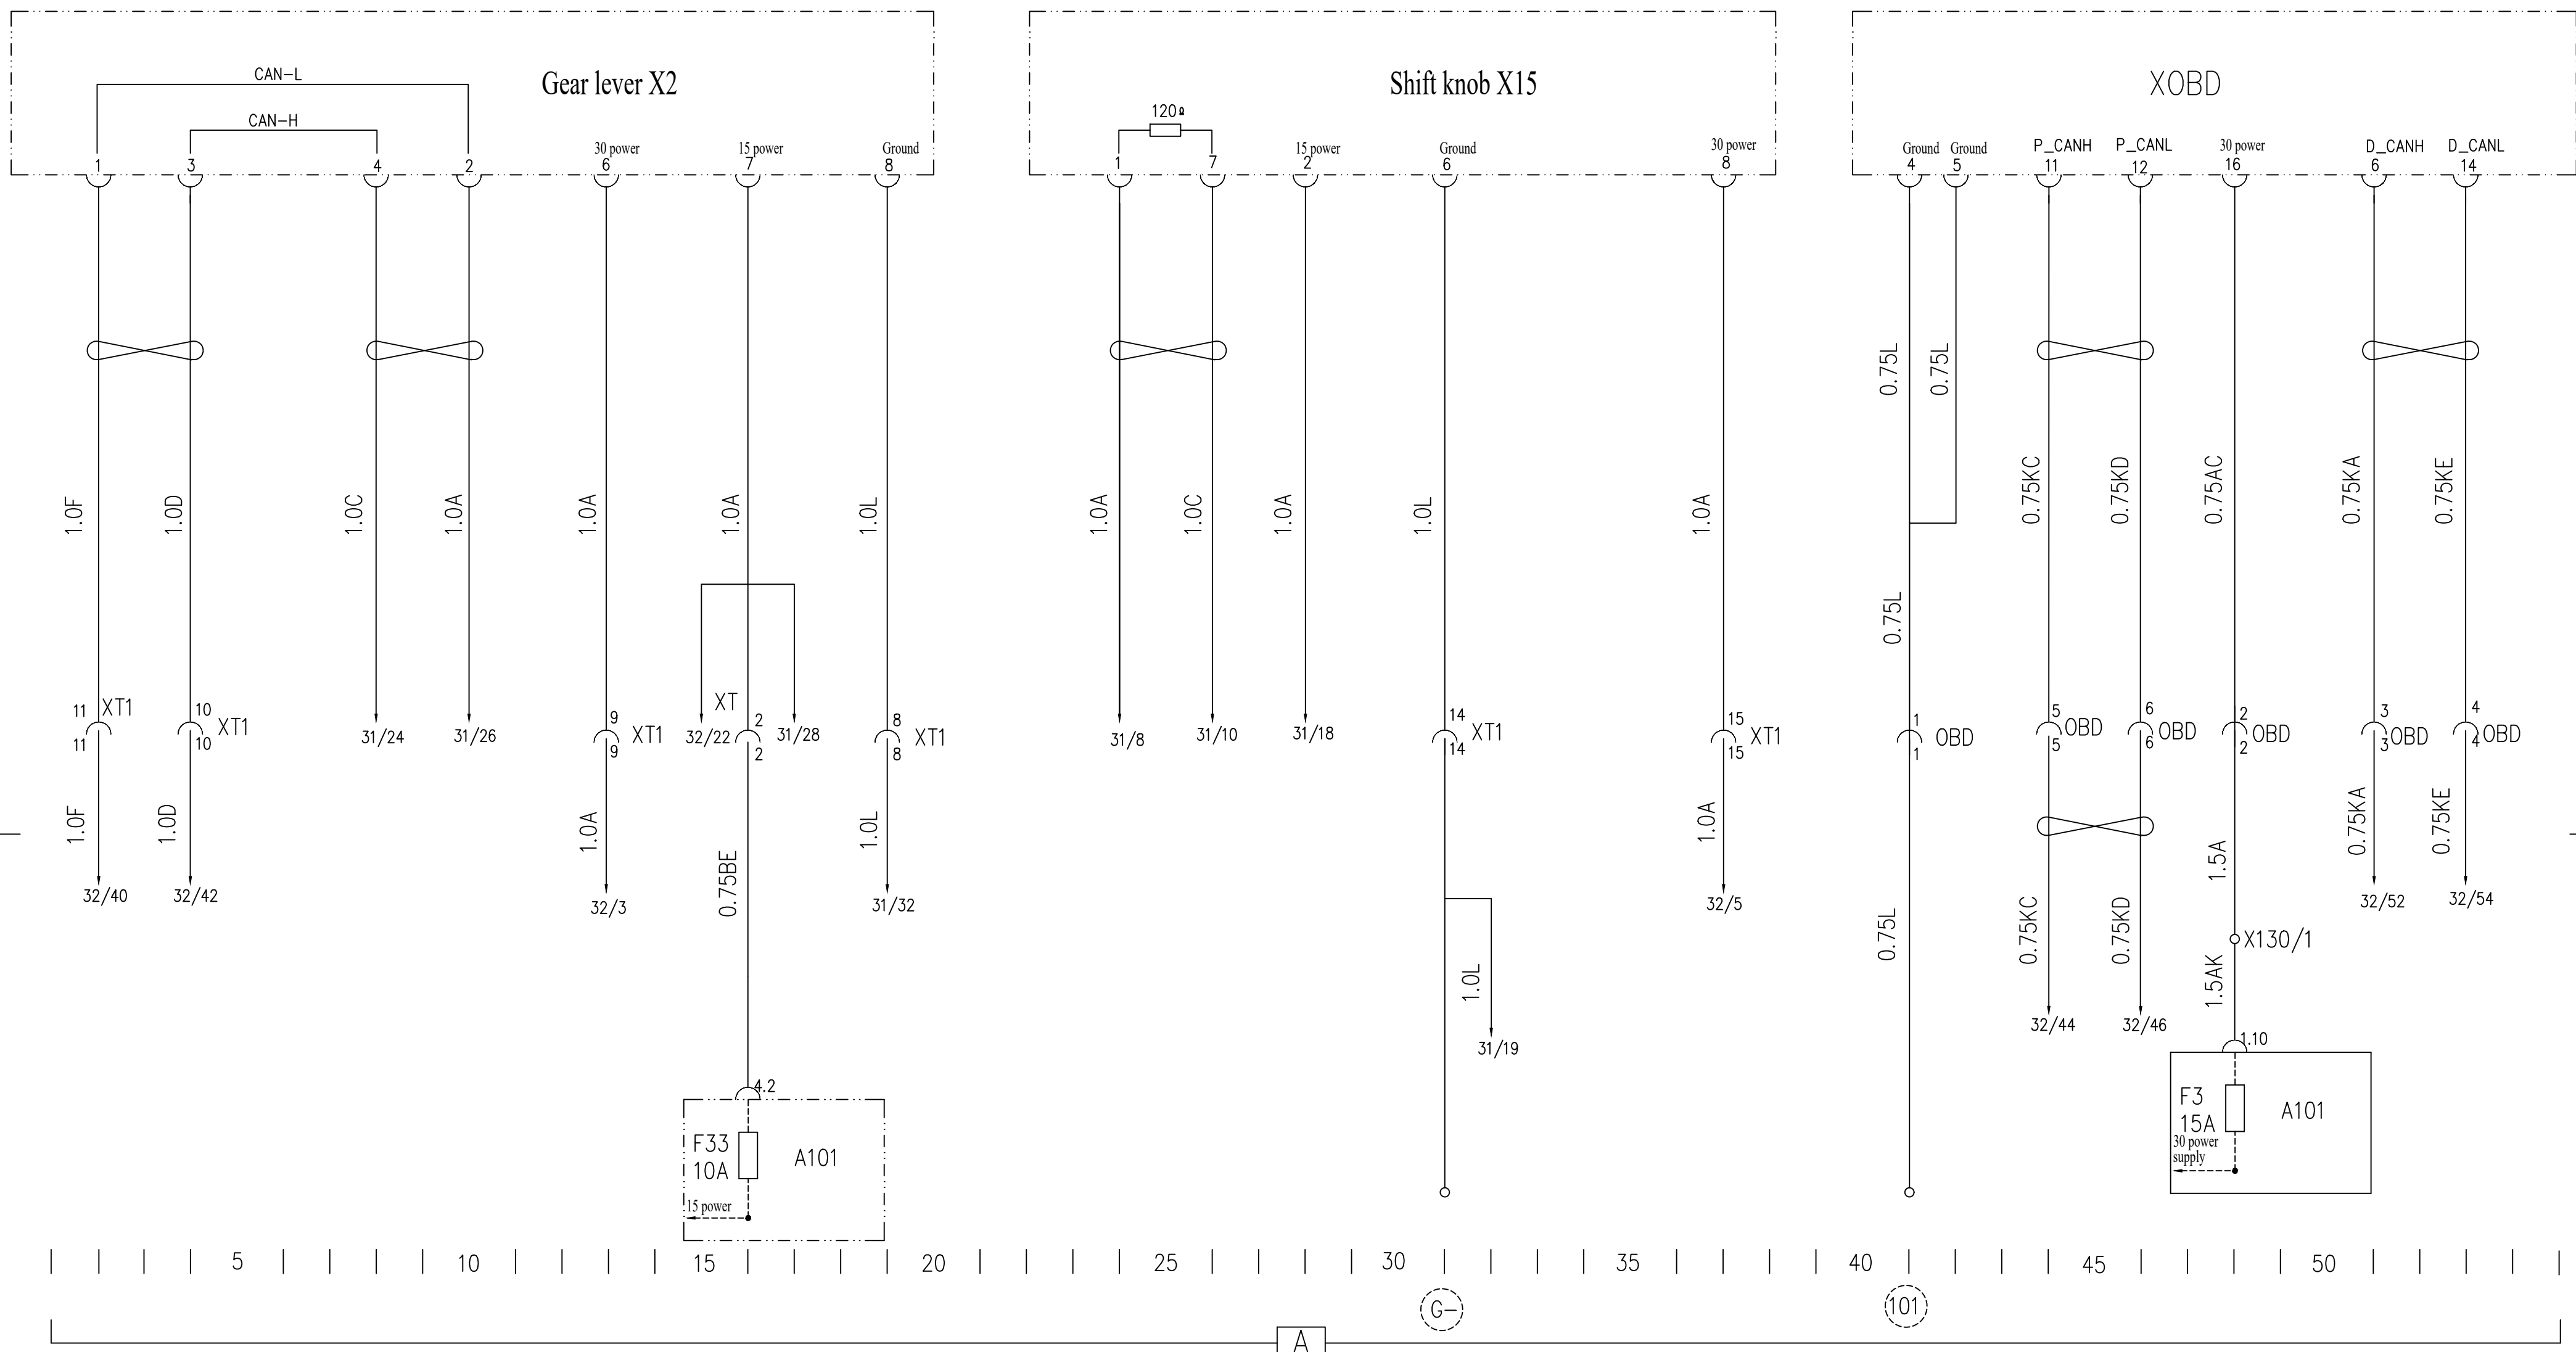 CAN-L
Gear lever X2
Shift knob X15
XOBD
CAN-H
120Ω
30 power
15 power
Ground
15 power
Ground
30 power
Ground
Ground
P_CANH
P_CANL
30 power
D_CANH
D_CANL
1
3
4
2
6
7
8
1
7
2
6
8
4
5
11
12
16
6
14
0.75L
0.75L
1.0F
1.0D
1.0C
1.0A
1.0A
1.0A
1.0L
1.0A
1.0C
1.0A
1.0L
1.0A
0.75KC
0.75KD
0.75AC
0.75KA
0.75KE
0.75L
11 XT1
11
10
XT1
10
31/24
31/26
9
XT1
9
XT
32/22
2
2
31/28
8
XT1
8
31/8
31/10
31/18
14
XT1
14
15
XT1
15
1
OBD
1
5
OBD
5
6
OBD
6
2
OBD
2
3
OBD
3
4
OBD
4
1.0F
1.0D
1.0A
0.75BE
1.0L
1.0A
1.5A
0.75KA
0.75KE
32/40
32/42
32/3
31/32
32/5
32/52
32/54
0.75L
0.75KC
0.75KD
X130/1
1.0L
1.5AK
31/19
32/44
32/46
1.10
4.2
F33
10A
A101
15 power
F3
15A
A101
30 power
supply
5
10
15
20
25
30
35
40
45
50
G-
101
A